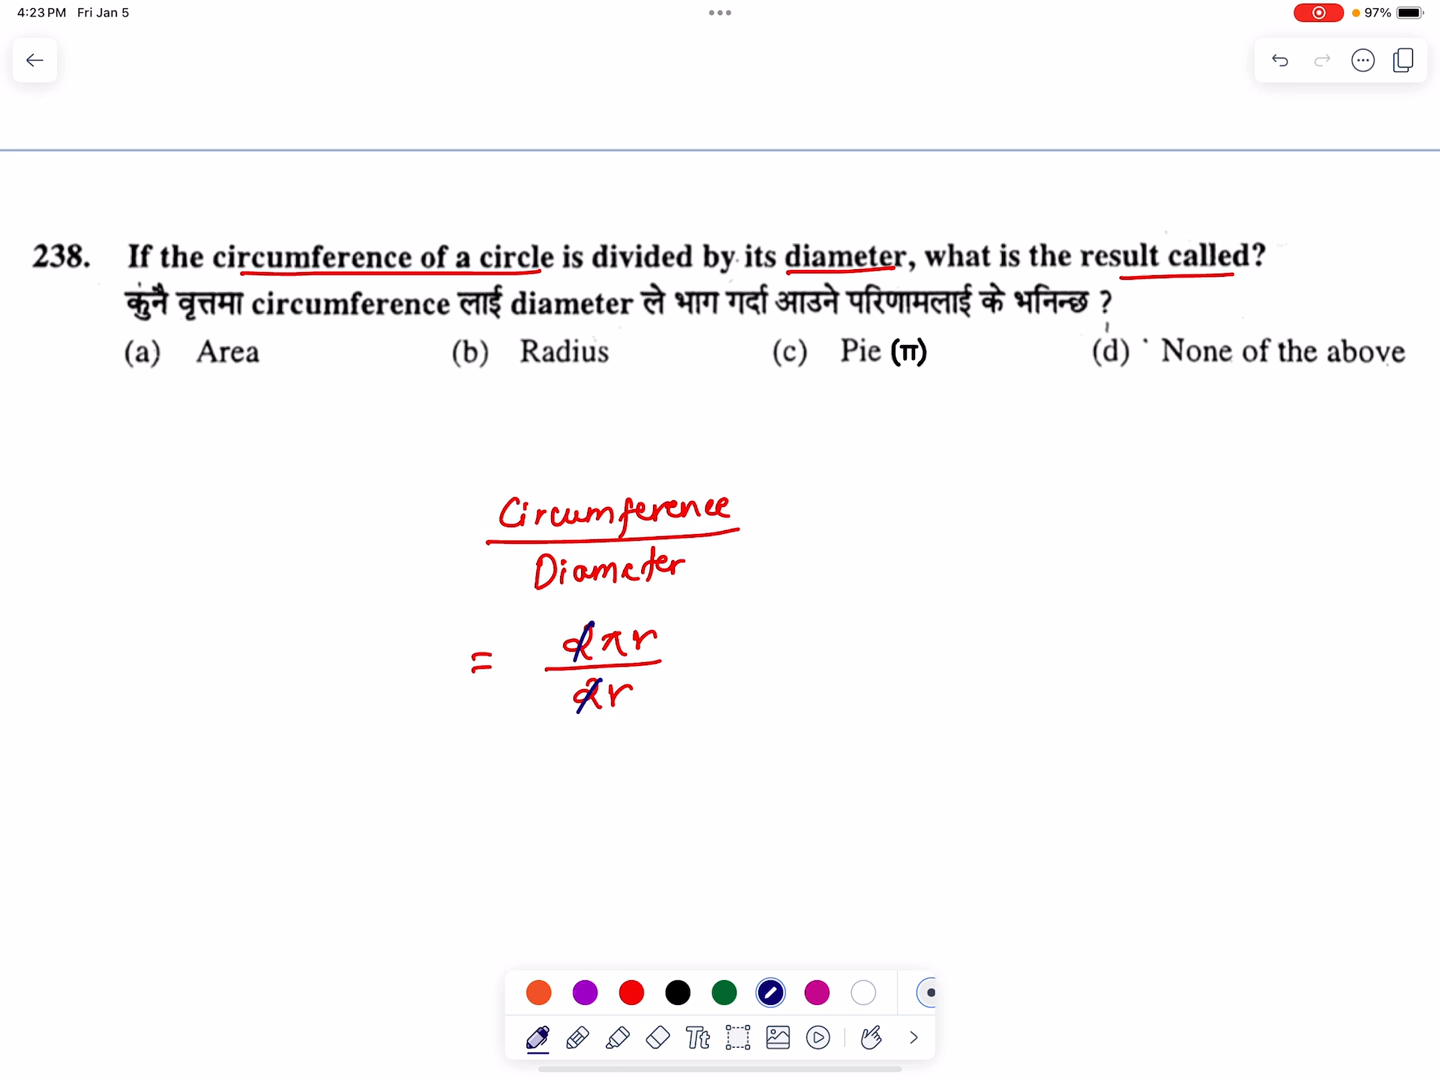 4:23 PM Fri Jan 5
97%
238. If the circumference of a circle is divided by its diameter, what is the result called?
कुनै वृत्तमा circumference लाई diameter ले भाग गर्दा आउने परिणामलाई के भनिन्छ ?
(a) Area (b) Radius (c) Pie (π) (d) None of the above
Circumference
Diameter
= 2πr
2r
Tt